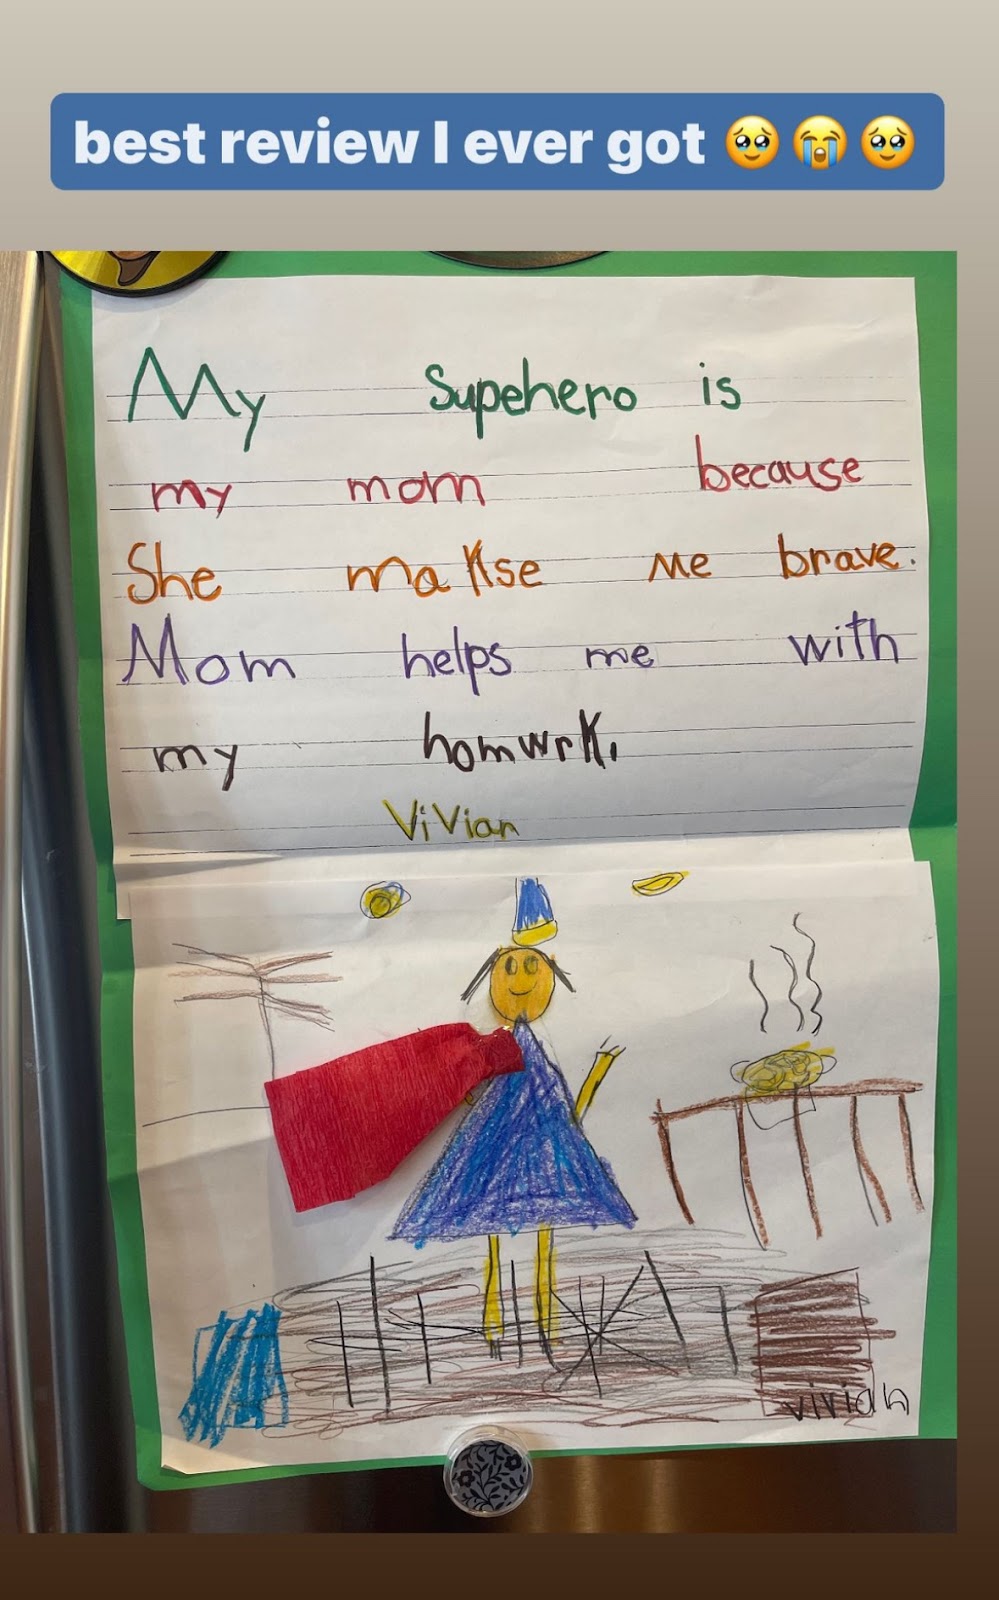 best review I ever got 🥹😭🥹
My Supehero is
my mom because
She makse me brave.
Mom helps me with
my homwrk.
ViVian
vivian